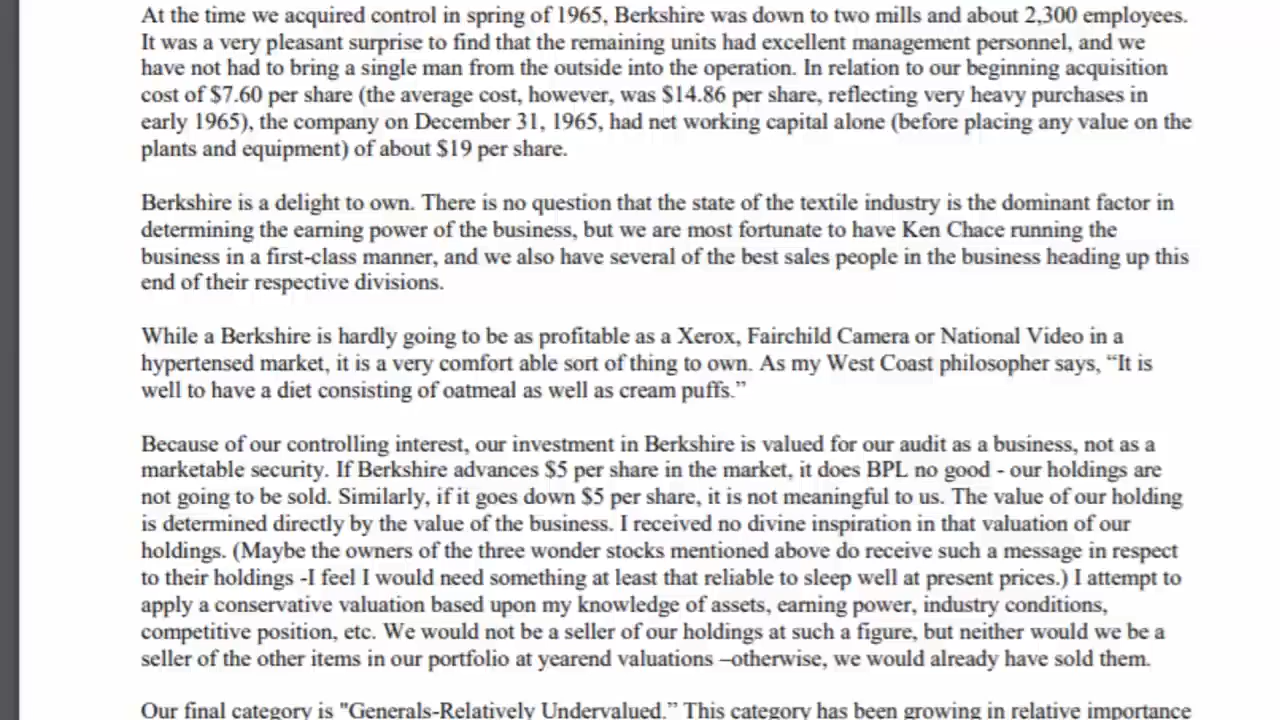 At the time we acquired control in spring of 1965, Berkshire was down to two mills and about 2,300 employees.
It was a very pleasant surprise to find that the remaining units had excellent management personnel, and we
have not had to bring a single man from the outside into the operation. In relation to our beginning acquisition
cost of $7.60 per share (the average cost, however, was $14.86 per share, reflecting very heavy purchases in
early 1965), the company on December 31, 1965, had net working capital alone (before placing any value on the
plants and equipment) of about $19 per share.
Berkshire is a delight to own. There is no question that the state of the textile industry is the dominant factor in
determining the earning power of the business, but we are most fortunate to have Ken Chace running the
business in a first-class manner, and we also have several of the best sales people in the business heading up this
end of their respective divisions.
While a Berkshire is hardly going to be as profitable as a Xerox, Fairchild Camera or National Video in a
hypertensed market, it is a very comfort able sort of thing to own. As my West Coast philosopher says, “It is
well to have a diet consisting of oatmeal as well as cream puffs.”
Because of our controlling interest, our investment in Berkshire is valued for our audit as a business, not as a
marketable security. If Berkshire advances $5 per share in the market, it does BPL no good - our holdings are
not going to be sold. Similarly, if it goes down $5 per share, it is not meaningful to us. The value of our holding
is determined directly by the value of the business. I received no divine inspiration in that valuation of our
holdings. (Maybe the owners of the three wonder stocks mentioned above do receive such a message in respect
to their holdings -I feel I would need something at least that reliable to sleep well at present prices.) I attempt to
apply a conservative valuation based upon my knowledge of assets, earning power, industry conditions,
competitive position, etc. We would not be a seller of our holdings at such a figure, but neither would we be a
seller of the other items in our portfolio at yearend valuations –otherwise, we would already have sold them.
Our final category is "Generals-Relatively Undervalued.” This category has been growing in relative importance